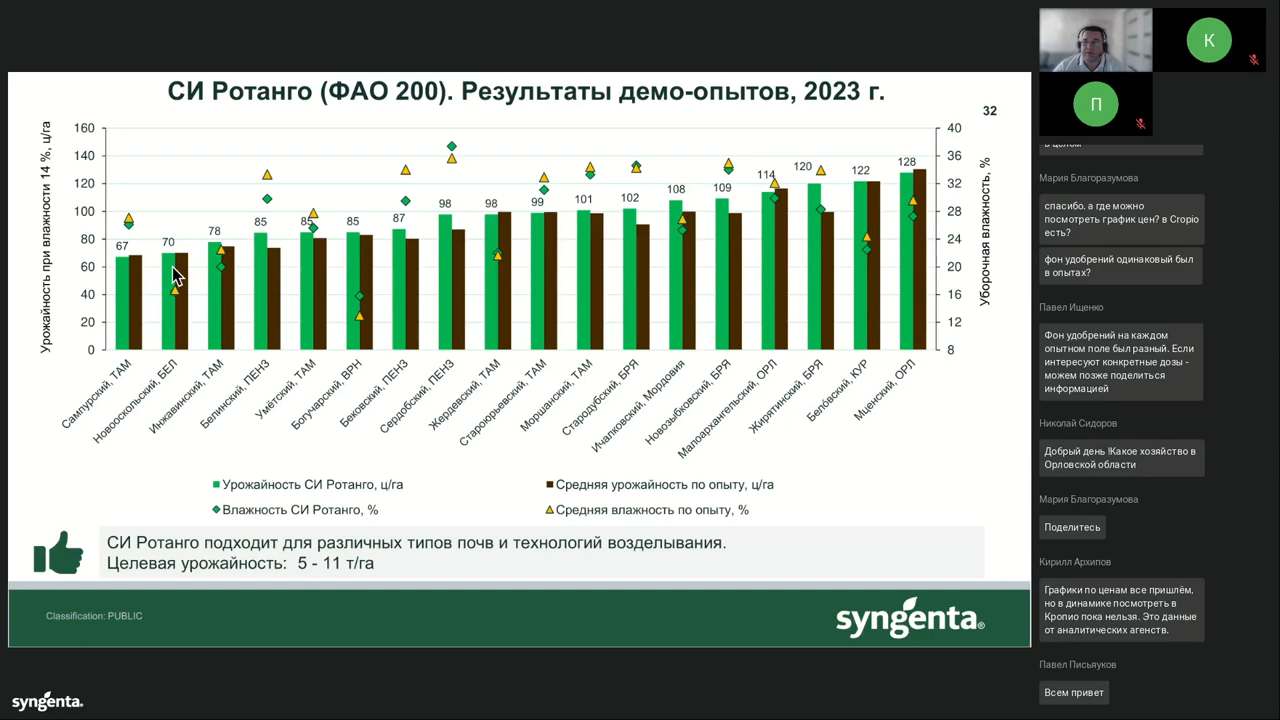 СИ Ротанго (ФАО 200). Результаты демо-опытов, 2023 г.
32
Урожайность при влажности 14 %, ц/га
160
140
120
100
80
60
40
20
0
67
70
78
85
85
85
87
98
98
99
101
102
108
109
114
120
122
128
40
36
32
28
24
20
16
12
8
Уборочная влажность, %
Сампурский, ТАМ
Новооскольский, БЕЛ
Инжавинский, ТАМ
Белинский, ПЕНЗ
Умётский, ТАМ
Богучарский, ВРН
Бековский, ПЕНЗ
Сердобский, ПЕНЗ
Жердевский, ТАМ
Староюрьевский, ТАМ
Моршанский, ТАМ
Стародубский, БРЯ
Ичалковский, Мордовия
Новозыбковский, БРЯ
Малоархангельский, ОРЛ
Жирятинский, БРЯ
Беловский, КУР
Мценский, ОРЛ
Урожайность СИ Ротанго, ц/га
Средняя урожайность по опыту, ц/га
Влажность СИ Ротанго, %
Средняя влажность по опыту, %
СИ Ротанго подходит для различных типов почв и технологий возделывания.
Целевая урожайность: 5 - 11 т/га
Classification: PUBLIC
syngenta®
syngenta.
К
П
в целом
Мария Благоразумова
спасибо. а где можно
посмотреть график цен? в Cropio
есть?
фон удобрений одинаковый был
в опытах?
Павел Ищенко
Фон удобрений на каждом
опытном поле был разный. Если
интересуют конкретные дозы -
можем позже поделиться
информацией
Николай Сидоров
Добрый день !Какое хозяйство в
Орловской области
Мария Благоразумова
Поделитесь
Кирилл Архипов
Графики по ценам все пришлём,
но в динамике посмотреть в
Кропио пока нельзя. Это данные
от аналитических агенств.
Павел Письяуков
Всем привет